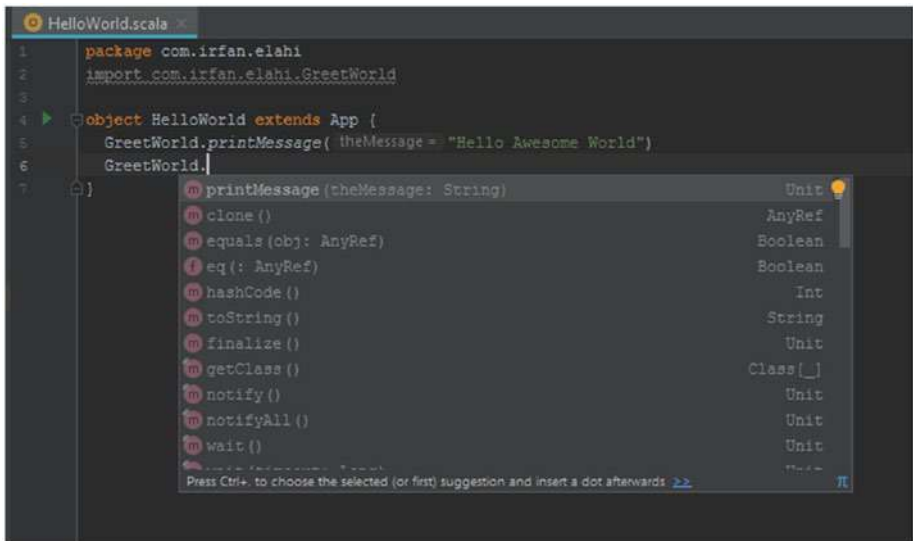 HelloWorld.scala
1 package com.irfan.elahi
2 import com.irfan.elahi.GreetWorld
3
4 object HelloWorld extends App {
5 GreetWorld.printMessage( theMessage = "Hello Awesome World")
6 GreetWorld.
7 }
printMessage(theMessage: String) Unit
clone() AnyRef
equals(obj: AnyRef) Boolean
eq(: AnyRef) Boolean
hashCode() Int
toString() String
finalize() Unit
getClass() Class[_]
notify() Unit
notifyAll() Unit
wait() Unit
Press Ctrl+. to choose the selected (or first) suggestion and insert a dot afterwards >> π